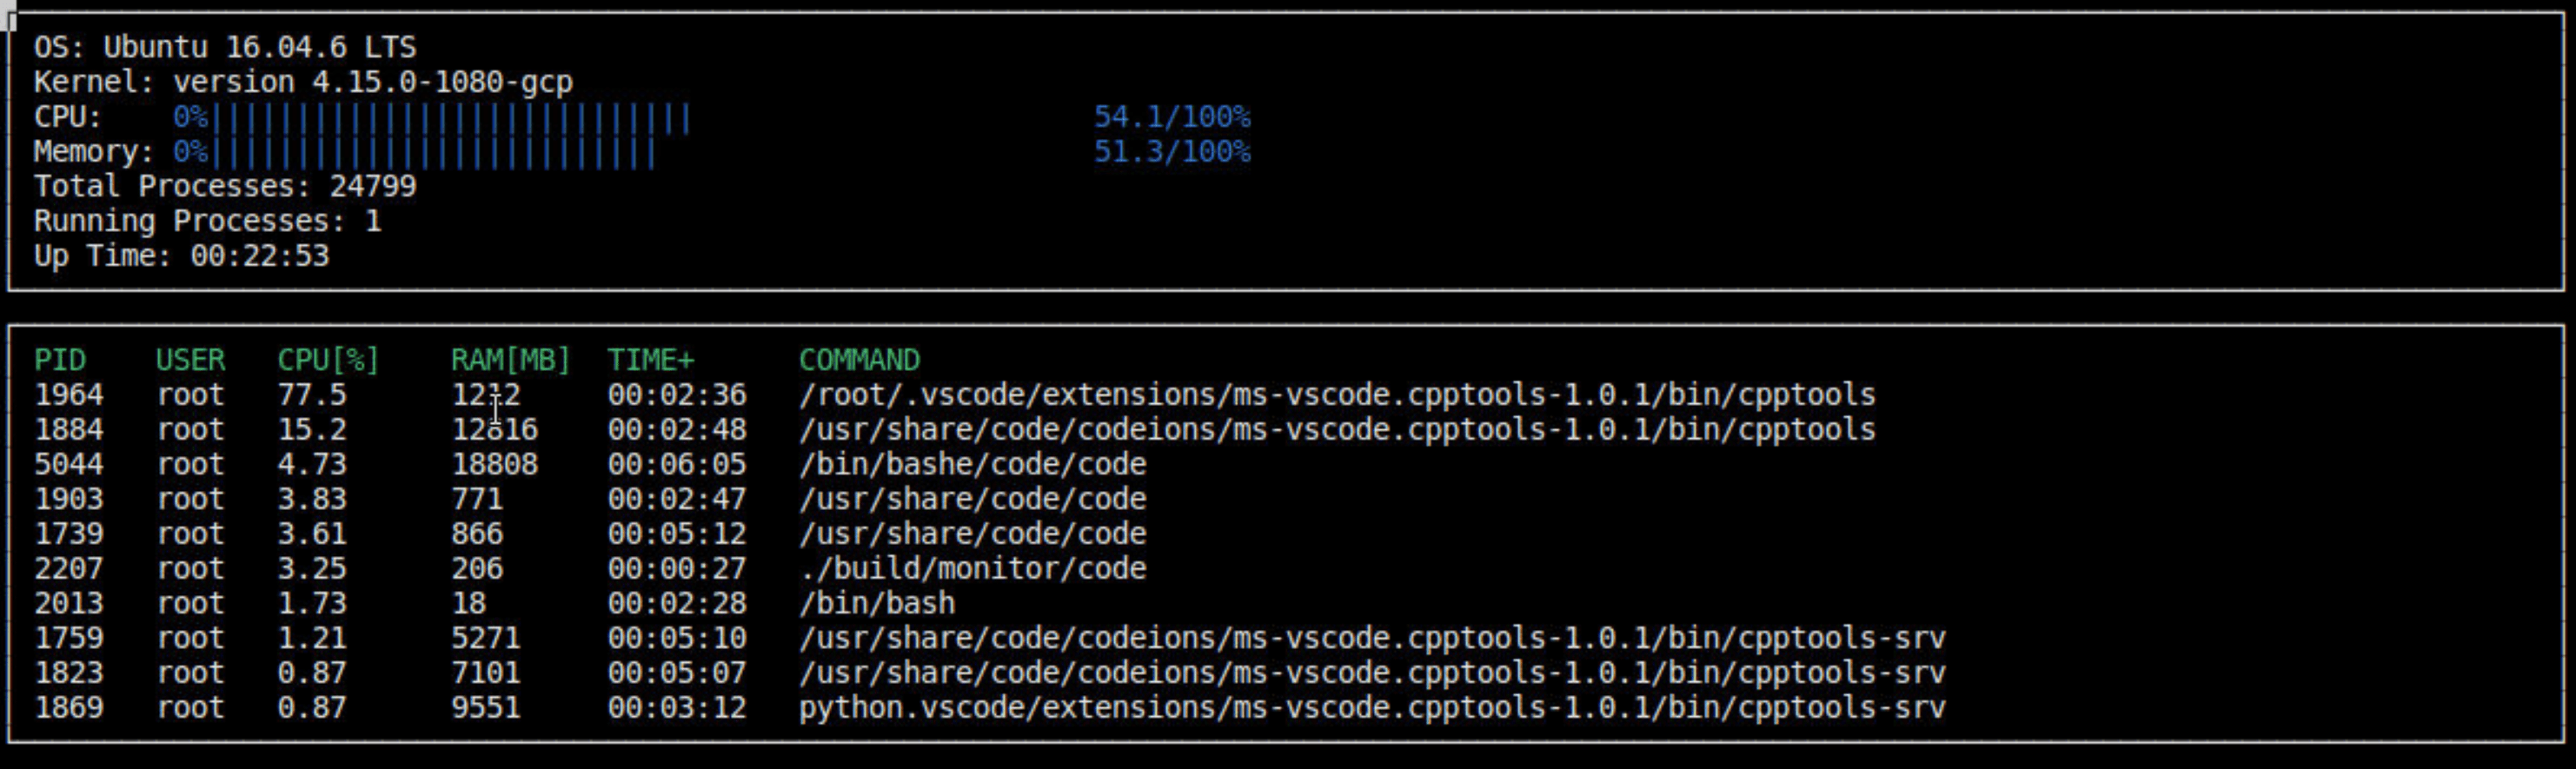 OS: Ubuntu 16.04.6 LTS
Kernel: version 4.15.0-1080-gcp
CPU: 0%|||||||||||||||||||||||||||| 54.1/100%
Memory: 0%|||||||||||||||||||||||||| 51.3/100%
Total Processes: 24799
Running Processes: 1
Up Time: 00:22:53
PID USER CPU[%] RAM[MB] TIME+ COMMAND
1964 root 77.5 00:02:36 /root/.vscode/extensions/ms-vscode.cpptools-1.0.1/bin/cpptools
1884 root 15.2 00:02:48 /usr/share/code/codeions/ms-vscode.cpptools-1.0.1/bin/cpptools
5044 root 4.73 18808 00:06:05 /bin/bashe/code/code
1903 root 3.83 771 00:02:47 /usr/share/code/code
1739 root 3.61 866 00:05:12 /usr/share/code/code
2207 root 3.25 206 00:00:27 ./build/monitor/code
2013 root 1.73 18 00:02:28 /bin/bash
1759 root 1.21 5271 00:05:10 /usr/share/code/codeions/ms-vscode.cpptools-1.0.1/bin/cpptools-srv
1823 root 0.87 7101 00:05:07 /usr/share/code/codeions/ms-vscode.cpptools-1.0.1/bin/cpptools-srv
1869 root 0.87 9551 00:03:12 python.vscode/extensions/ms-vscode.cpptools-1.0.1/bin/cpptools-srv